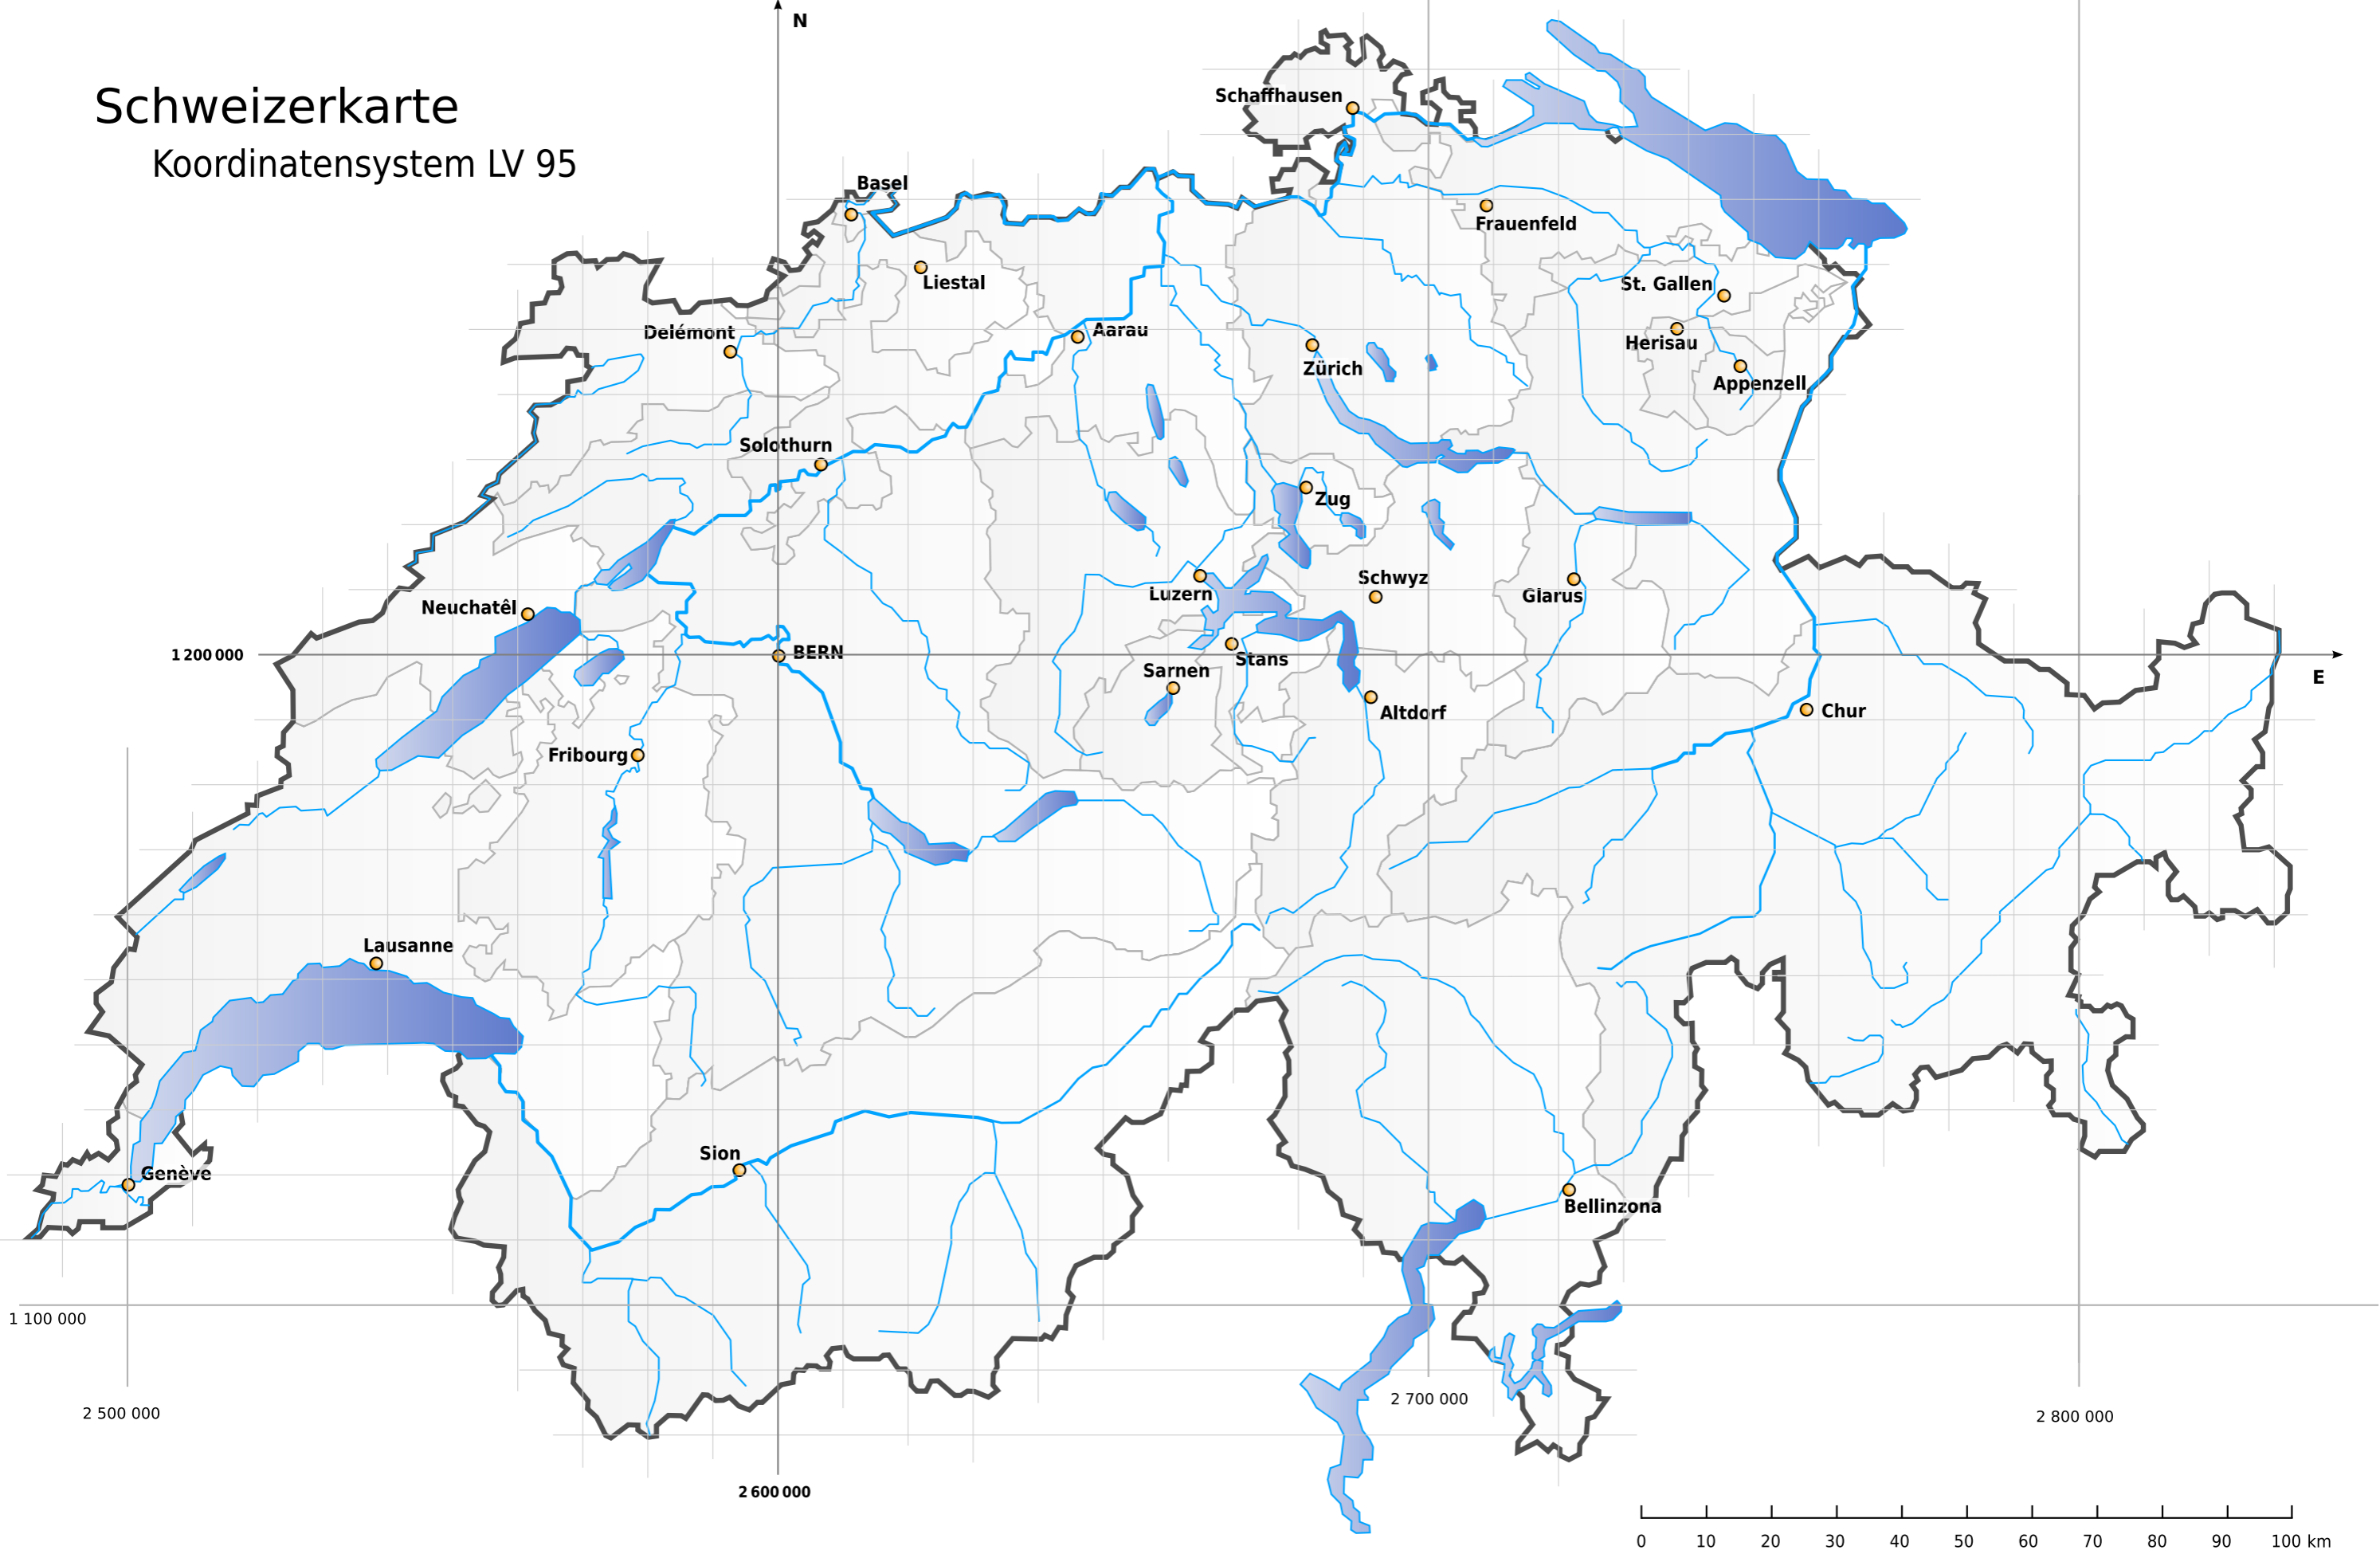 N
Schweizerkarte
Schaffhausen
Koordinatensystem LV 95
Basel
Frauenfeld
Liestal
St. Gallen
Delémont
Aarau
Herisau
Zürich
Appenzell
Solothurn
Zug
Schwyz
Luzern
Glarus
Neuchatêl
BERN
1 200 000
Stans
Sarnen
E
Altdorf
Chur
Fribourg
Lausanne
Sion
Genève
Bellinzona
1 100 000
2 700 000
2 500 000
2 800 000
2 600 000
0 10 20 30 40 50 60 70 80 90 100 km